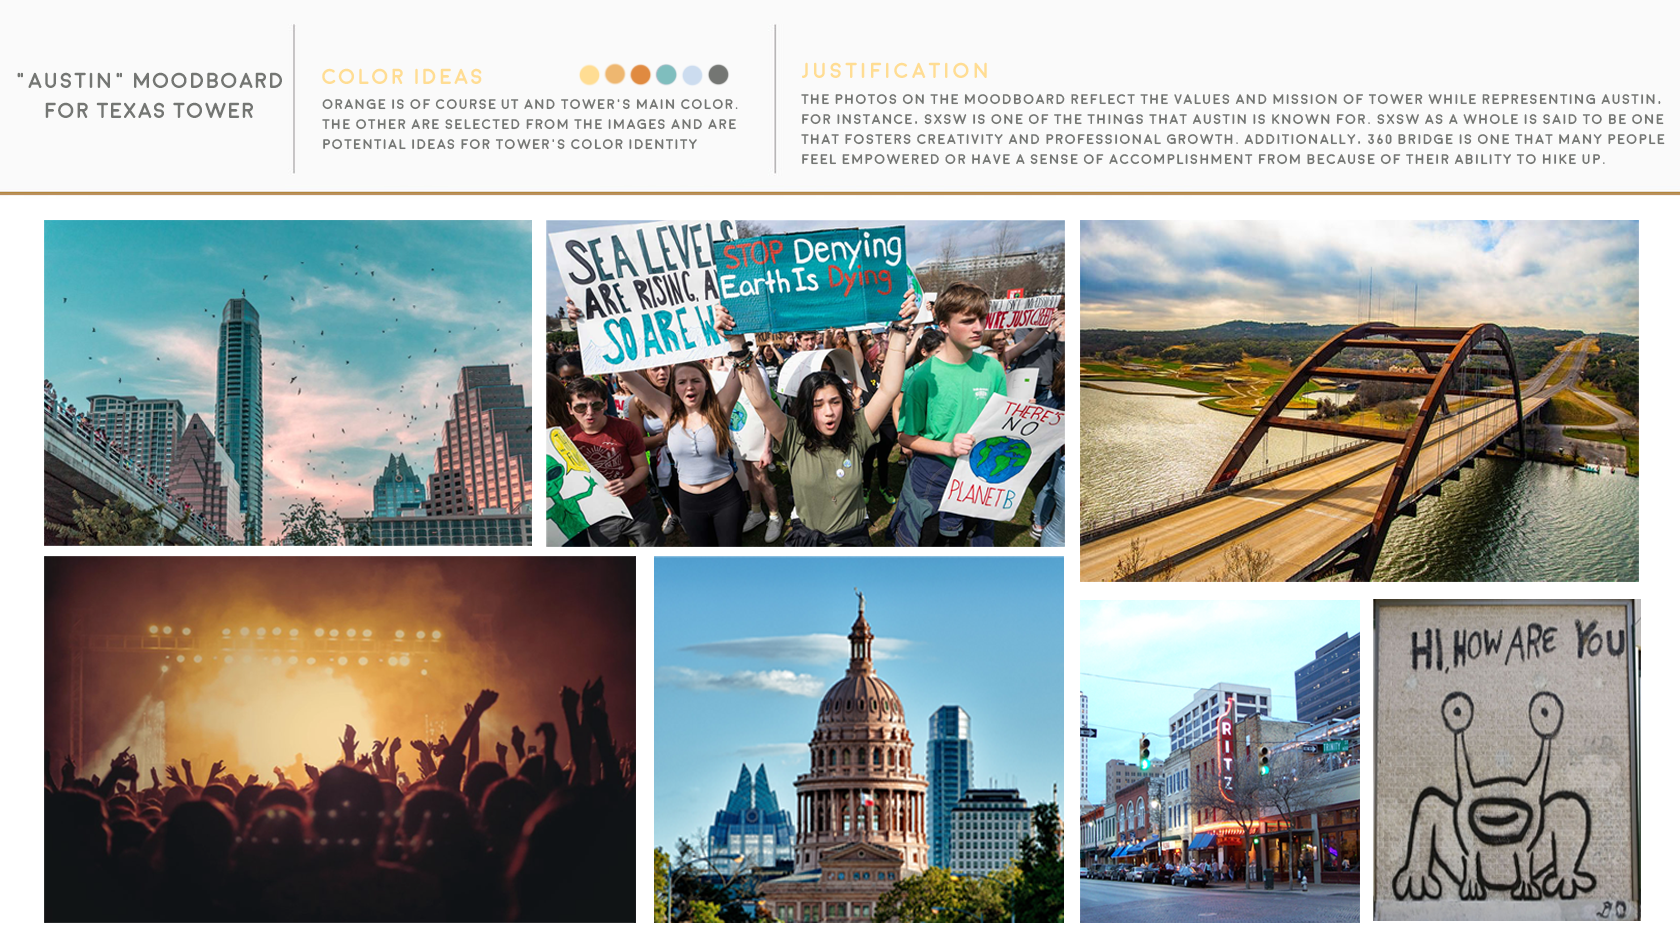 "AUSTIN" MOODBOARD
FOR TEXAS TOWER
COLOR IDEAS
ORANGE IS OF COURSE UT AND TOWER'S MAIN COLOR.
THE OTHER ARE SELECTED FROM THE IMAGES AND ARE
POTENTIAL IDEAS FOR TOWER'S COLOR IDENTITY
JUSTIFICATION
THE PHOTOS ON THE MOODBOARD REFLECT THE VALUES AND MISSION OF TOWER WHILE REPRESENTING AUSTIN.
FOR INSTANCE, SXSW IS ONE OF THE THINGS THAT AUSTIN IS KNOWN FOR. SXSW AS A WHOLE IS SAID TO BE ONE
THAT FOSTERS CREATIVITY AND PROFESSIONAL GROWTH. ADDITIONALLY, 360 BRIDGE IS ONE THAT MANY PEOPLE
FEEL EMPOWERED OR HAVE A SENSE OF ACCOMPLISHMENT FROM BECAUSE OF THEIR ABILITY TO HIKE UP.
SEA LEVELS
ARE RISING, A
SO ARE W
STOP Denying
Earth Is Dying
THERE'S
NO
PLANET B
RITZ
TRINITY
HI, HOW ARE YOU